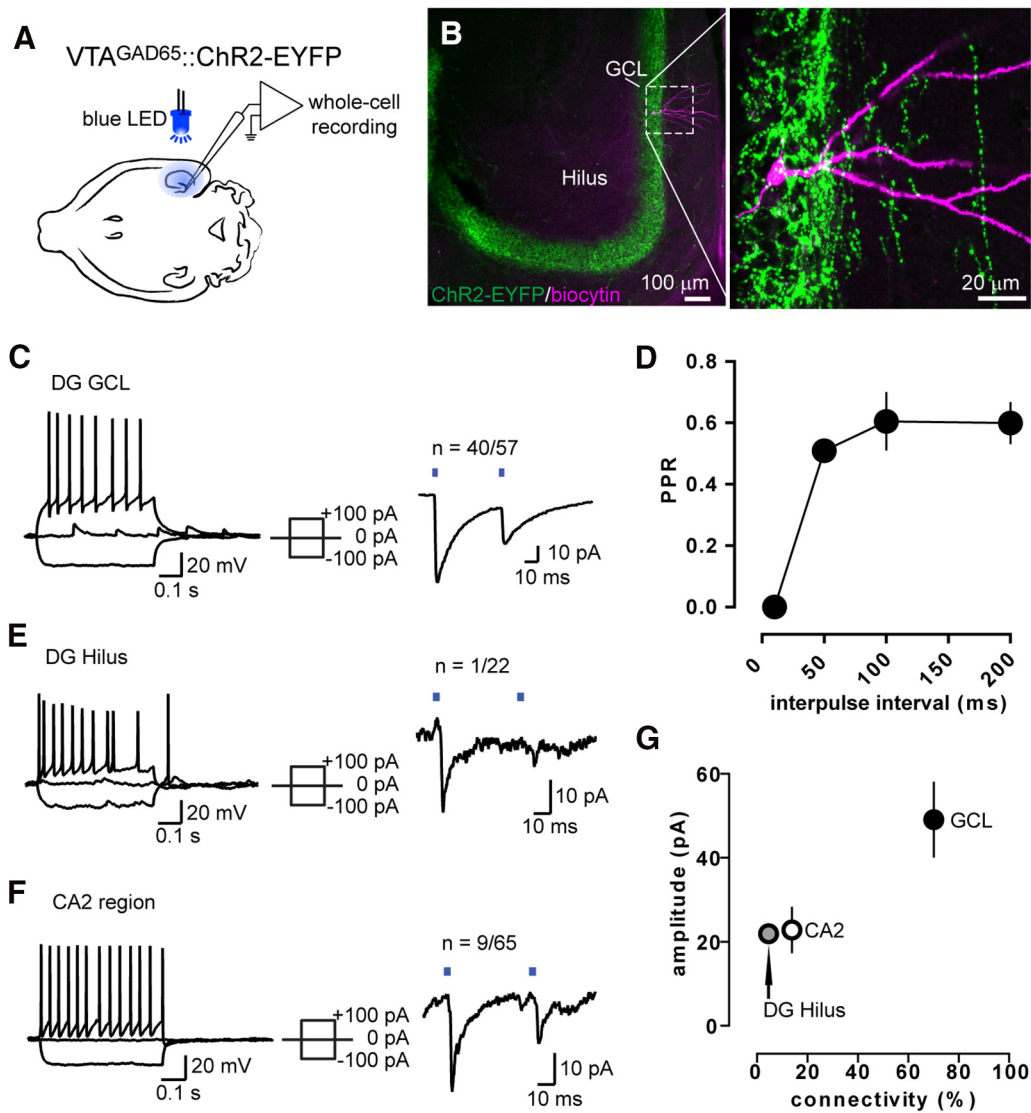 A
VTAGAD65::ChR2-EYFP
blue LED
whole-cell
recording
B
GCL
Hilus
ChR2-EYFP/biocytin
100 µm
20 µm
C
DG GCL
+100 pA
0 pA
-100 pA
20 mV
0.1 s
n = 40/57
10 pA
10 ms
D
0.8
0.6
0.4
0.2
0.0
PPR
0
50
100
150
200
interpulse interval (ms)
E
DG Hilus
+100 pA
0 pA
-100 pA
20 mV
0.1 s
n = 1/22
10 pA
10 ms
F
CA2 region
+100 pA
0 pA
-100 pA
20 mV
0.1 s
n = 9/65
10 pA
10 ms
G
60
40
20
0
amplitude (pA)
GCL
CA2
DG Hilus
0 20 40 60 80 100
connectivity (%)